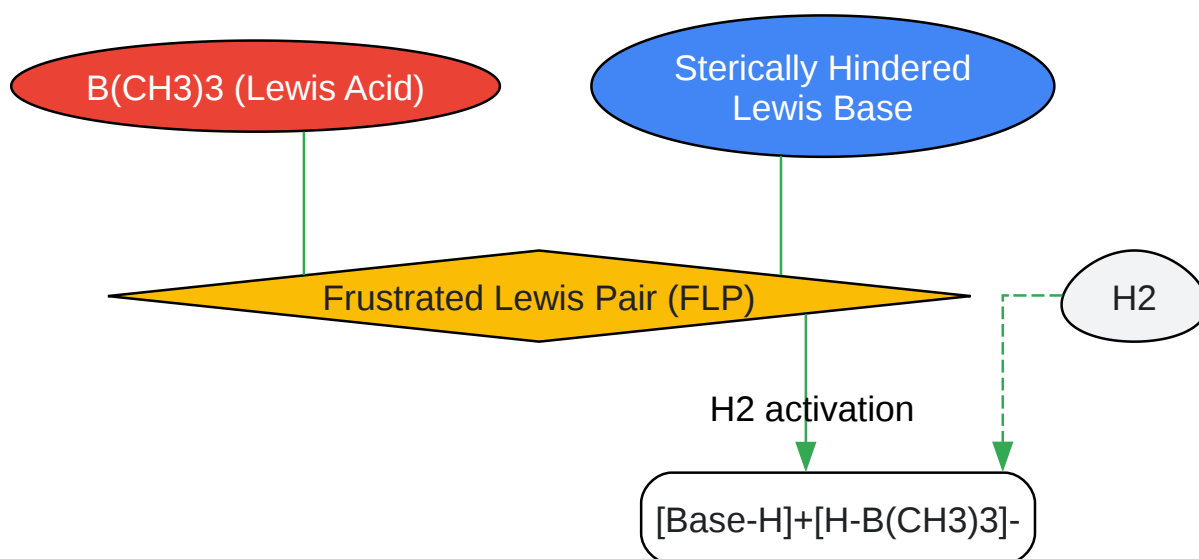 B(CH3)3 (Lewis Acid)
Sterically Hindered
Lewis Base
Frustrated Lewis Pair (FLP)
H2
H2 activation
[Base-H]+[H-B(CH3)3]-